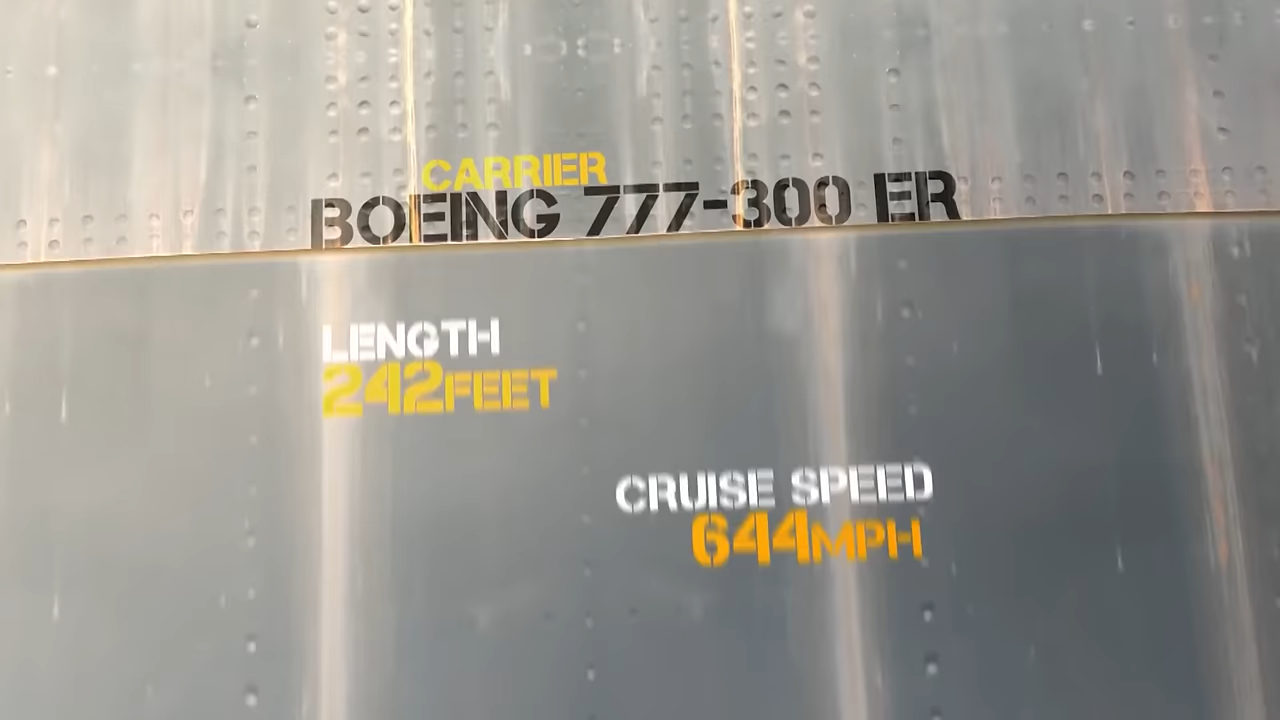 CARRIER
BOEING 777-300 ER
LENGTH
242FEET
CRUISE SPEED
644MPH